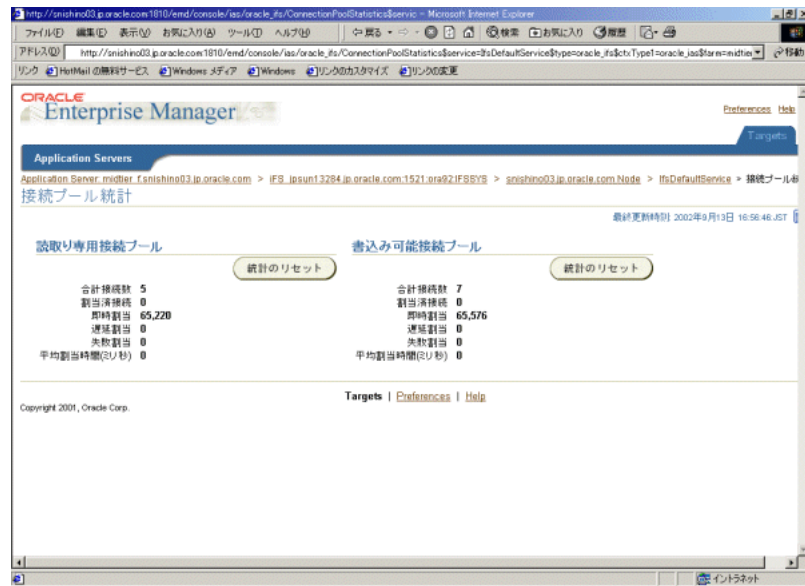 http://snishino03.jp.oracle.com:1810/emd/console/ias/oracle_ifs/ConnectionPoolStatistics$servic - Microsoft Internet Explorer
ファイル(F) 編集(E) 表示(V) お気に入り(A) ツール(T) ヘルプ(H) 戻る 検索 お気に入り 履歴
アドレス(D) http://snishino03.jp.oracle.com:1810/emd/console/ias/oracle_ifs/ConnectionPoolStatistics$service=IfsDefaultService$type=oracle_ifs$ctxType1=oracle_ias$farm=midtier 移動
リンク HotMail の無料サービス Windows メディア Windows リンクのカスタマイズ リンクの変更
ORACLE
Enterprise Manager
Preferences Help
Targets
Application Servers
Application Server: midtier_f.snishino03.jp.oracle.com > iFS_jpsun13284.jp.oracle.com:1521:ora92:IFSSYS > snishino03.jp.oracle.com Node > IfsDefaultService > 接続プール
接続プール統計
最終更新時刻 2002年9月13日 16:56:46 JST
読取り専用接続プール
統計のリセット
合計接続数 5
割当済接続 0
即時割当 65,220
遅延割当 0
失敗割当 0
平均割当時間(ミリ秒) 0
書込み可能接続プール
統計のリセット
合計接続数 7
割当済接続 0
即時割当 65,576
遅延割当 0
失敗割当 0
平均割当時間(ミリ秒) 0
Targets | Preferences | Help
Copyright 2001, Oracle Corp.
イントラネット